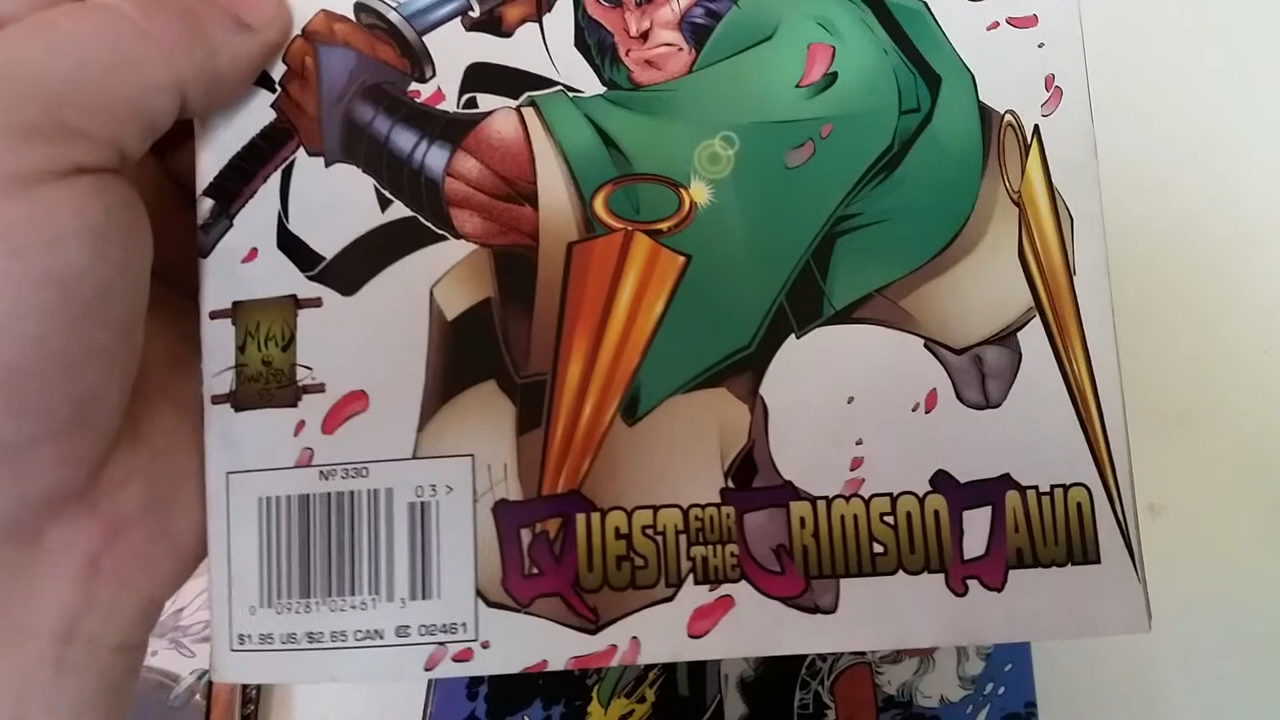 MAD
TOWNSEND
95
Nº 330
03>
0 09281 02461 3
$1.95 US/$2.65 CAN 02461
QUEST FOR THE CRIMSON DAWN